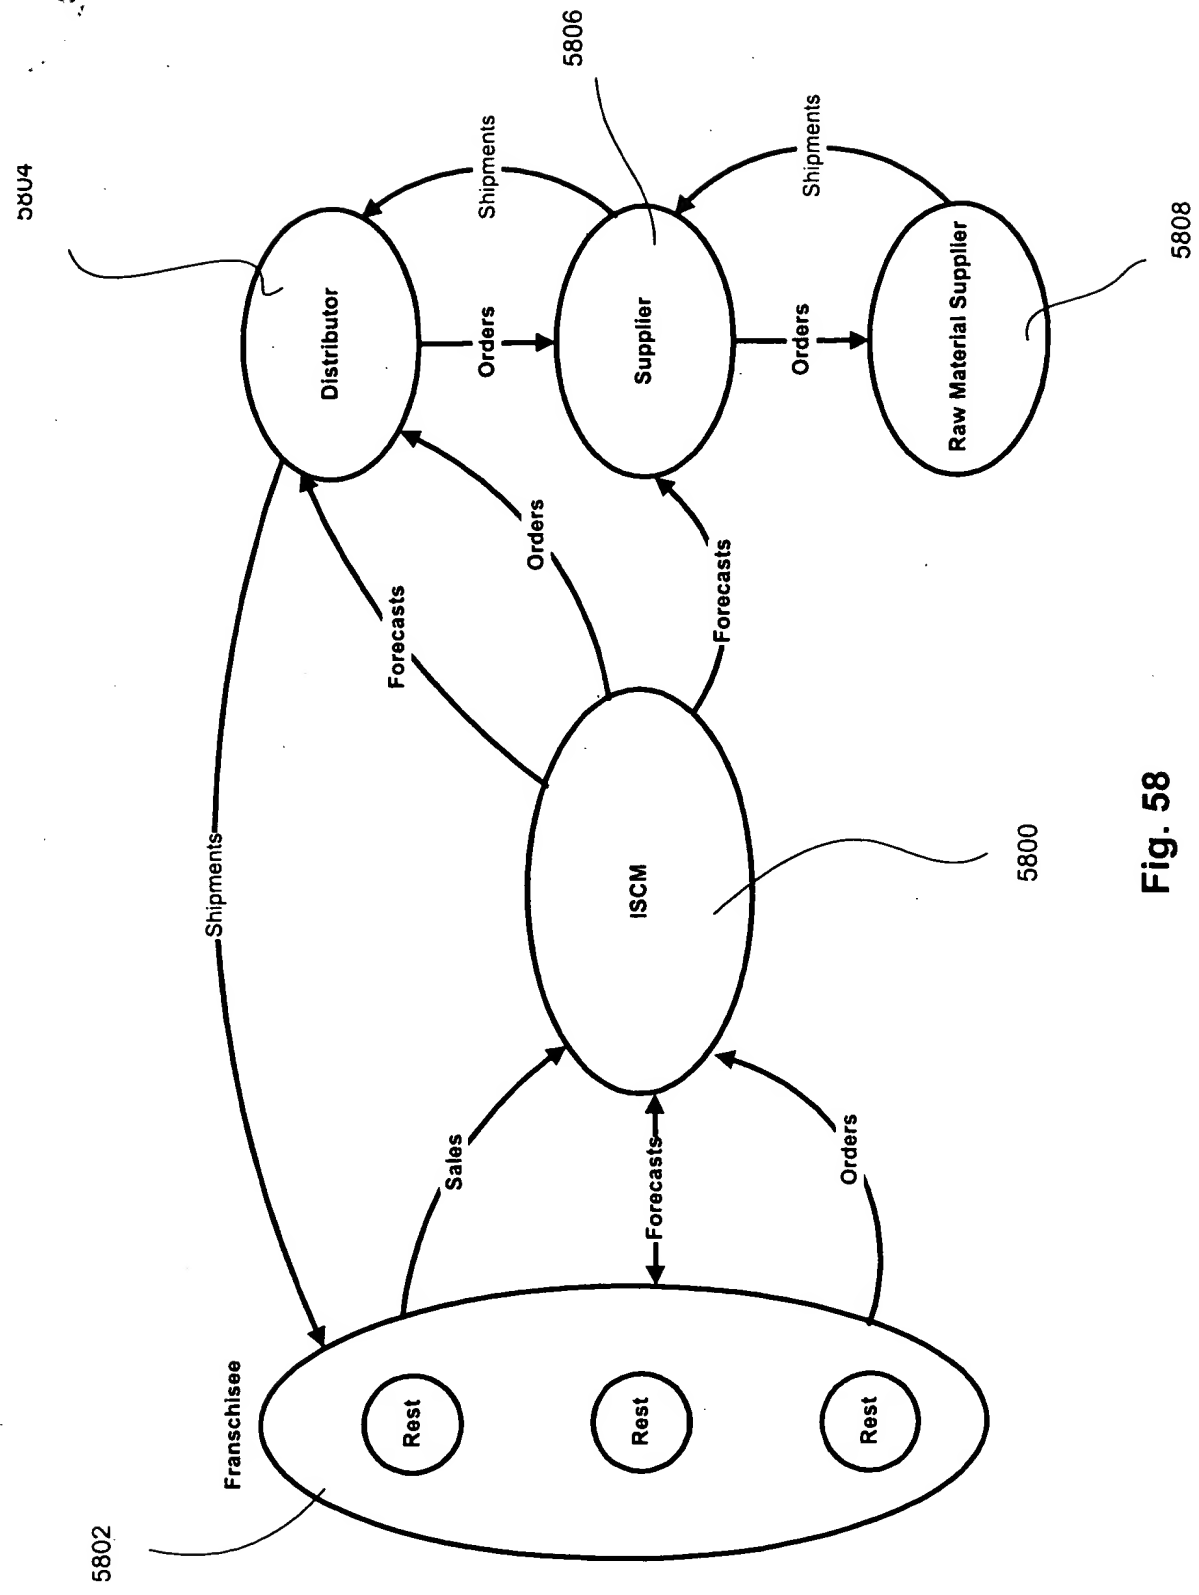 5804
5802
Shipments
Franschisee
Distributor
Forecasts
Rest
Sales
Orders
Shipments
Orders
5806
Rest
Forecasts
ISCM
Supplier
Forecasts
Orders
Shipments
Rest
Orders
Raw Material Supplier
5800
5808
Fig. 58